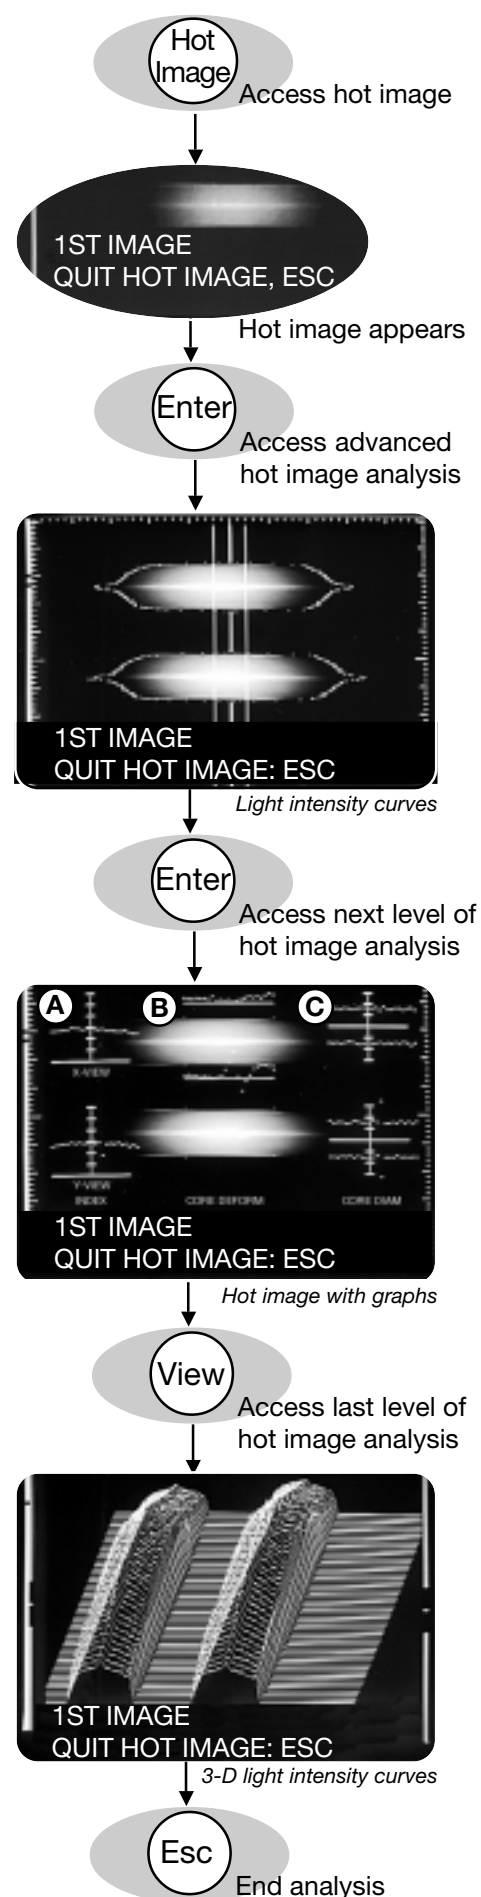 Hot
Image
Access hot image
1ST IMAGE
QUIT HOT IMAGE, ESC
Hot image appears
Enter
Access advanced
hot image analysis
1ST IMAGE
QUIT HOT IMAGE: ESC
Light intensity curves
Enter
Access next level of
hot image analysis
A B C
X-VIEW
Y-VIEW
INDEX CORE DEFORM CORE DIAM
1ST IMAGE
QUIT HOT IMAGE: ESC
Hot image with graphs
View
Access last level of
hot image analysis
1ST IMAGE
QUIT HOT IMAGE: ESC
3-D light intensity curves
Esc
End analysis